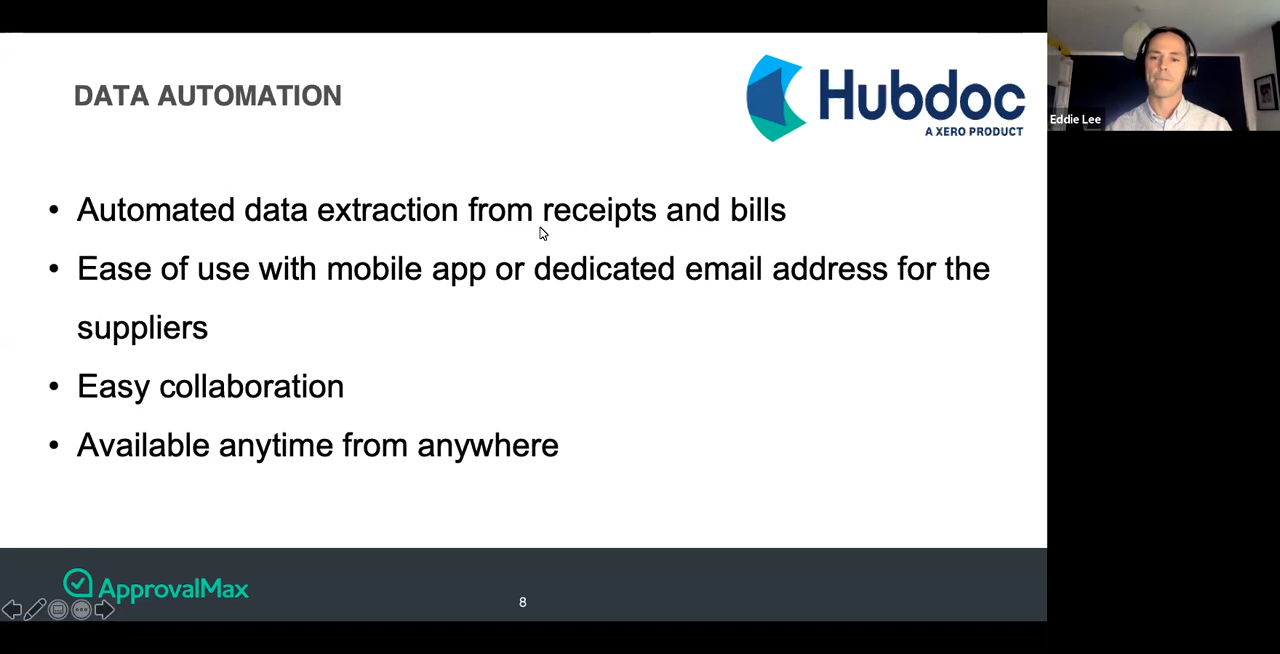 DATA AUTOMATION
Hubdoc
A XERO PRODUCT
Eddie Lee
• Automated data extraction from receipts and bills
• Ease of use with mobile app or dedicated email address for the
suppliers
• Easy collaboration
• Available anytime from anywhere
ApprovalMax
8